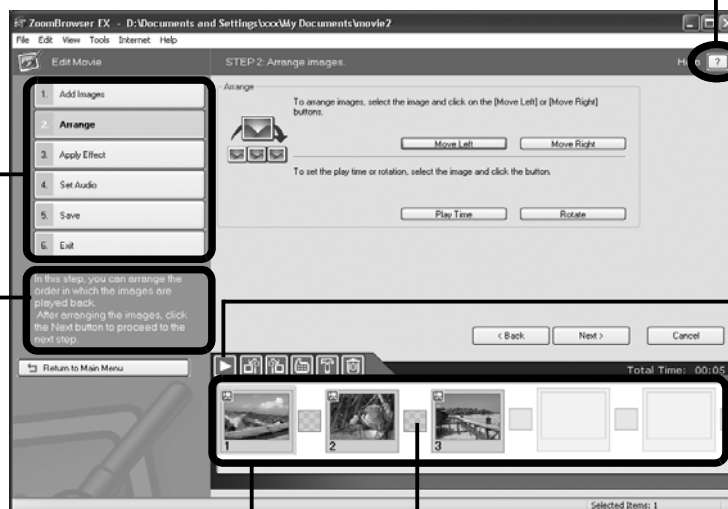 ZoomBrowser EX - D:\Documents and Settings\xxx\My Documents\movie2
File Edit View Tools Internet Help
Edit Movie
STEP 2: Arrange images.
?
1. Add Images
2. Arrange
3. Apply Effect
4. Set Audio
5. Save
6. Exit
In this step, you can arrange the
order in which the images are
played back.
After arranging the images, click
the Next button to proceed to the
next step.
Return to Main Menu
Arrange
To arrange images, select the image and click on the [Move Left] or [Move Right]
buttons.
Move Left Move Right
To set the play time or rotation, select the image and click the button.
Play Time Rotate
< Back Next > Cancel
Total Time: 00:05
1 2 3
Selected Items: 1